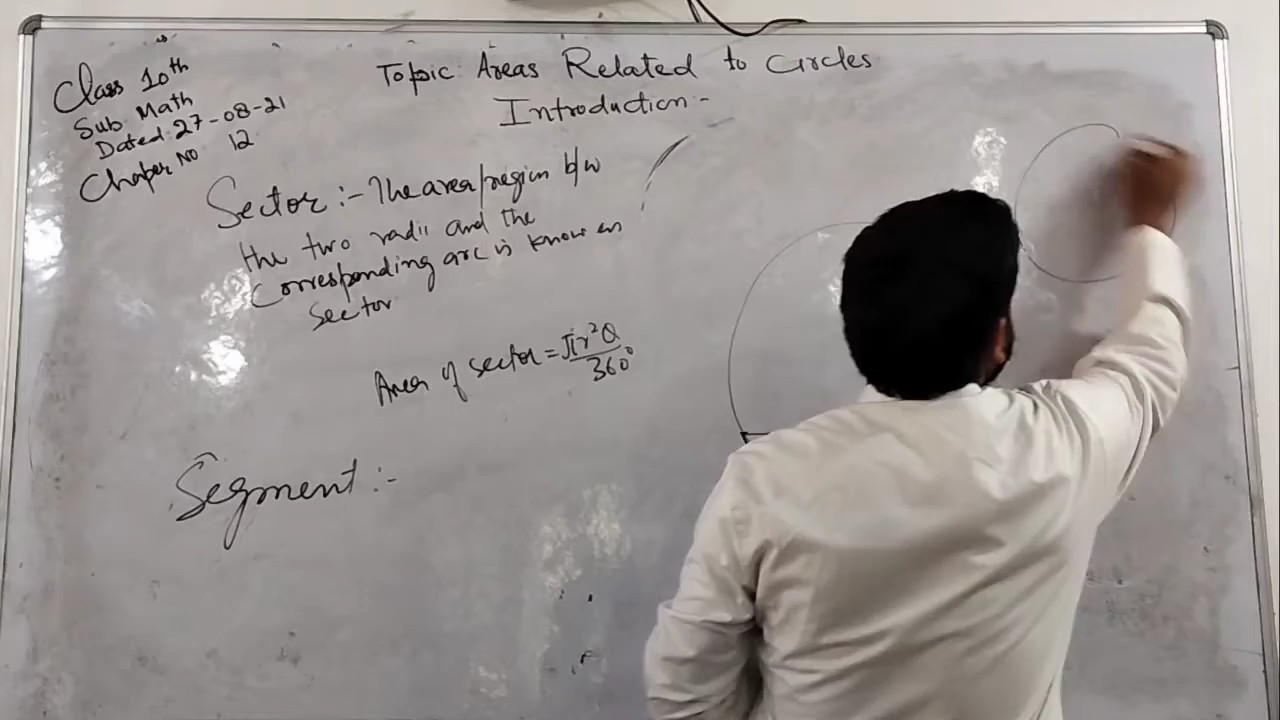 Class 10th
Sub Math
Dated 27-08-21
Chapter No 12
Topic: Areas Related to Circles
Introduction:-
Sector:- The area/region b/w
the two radii and the
corresponding arc is know as
Sector
Area of sector = πr²θ/360°
Segment:-